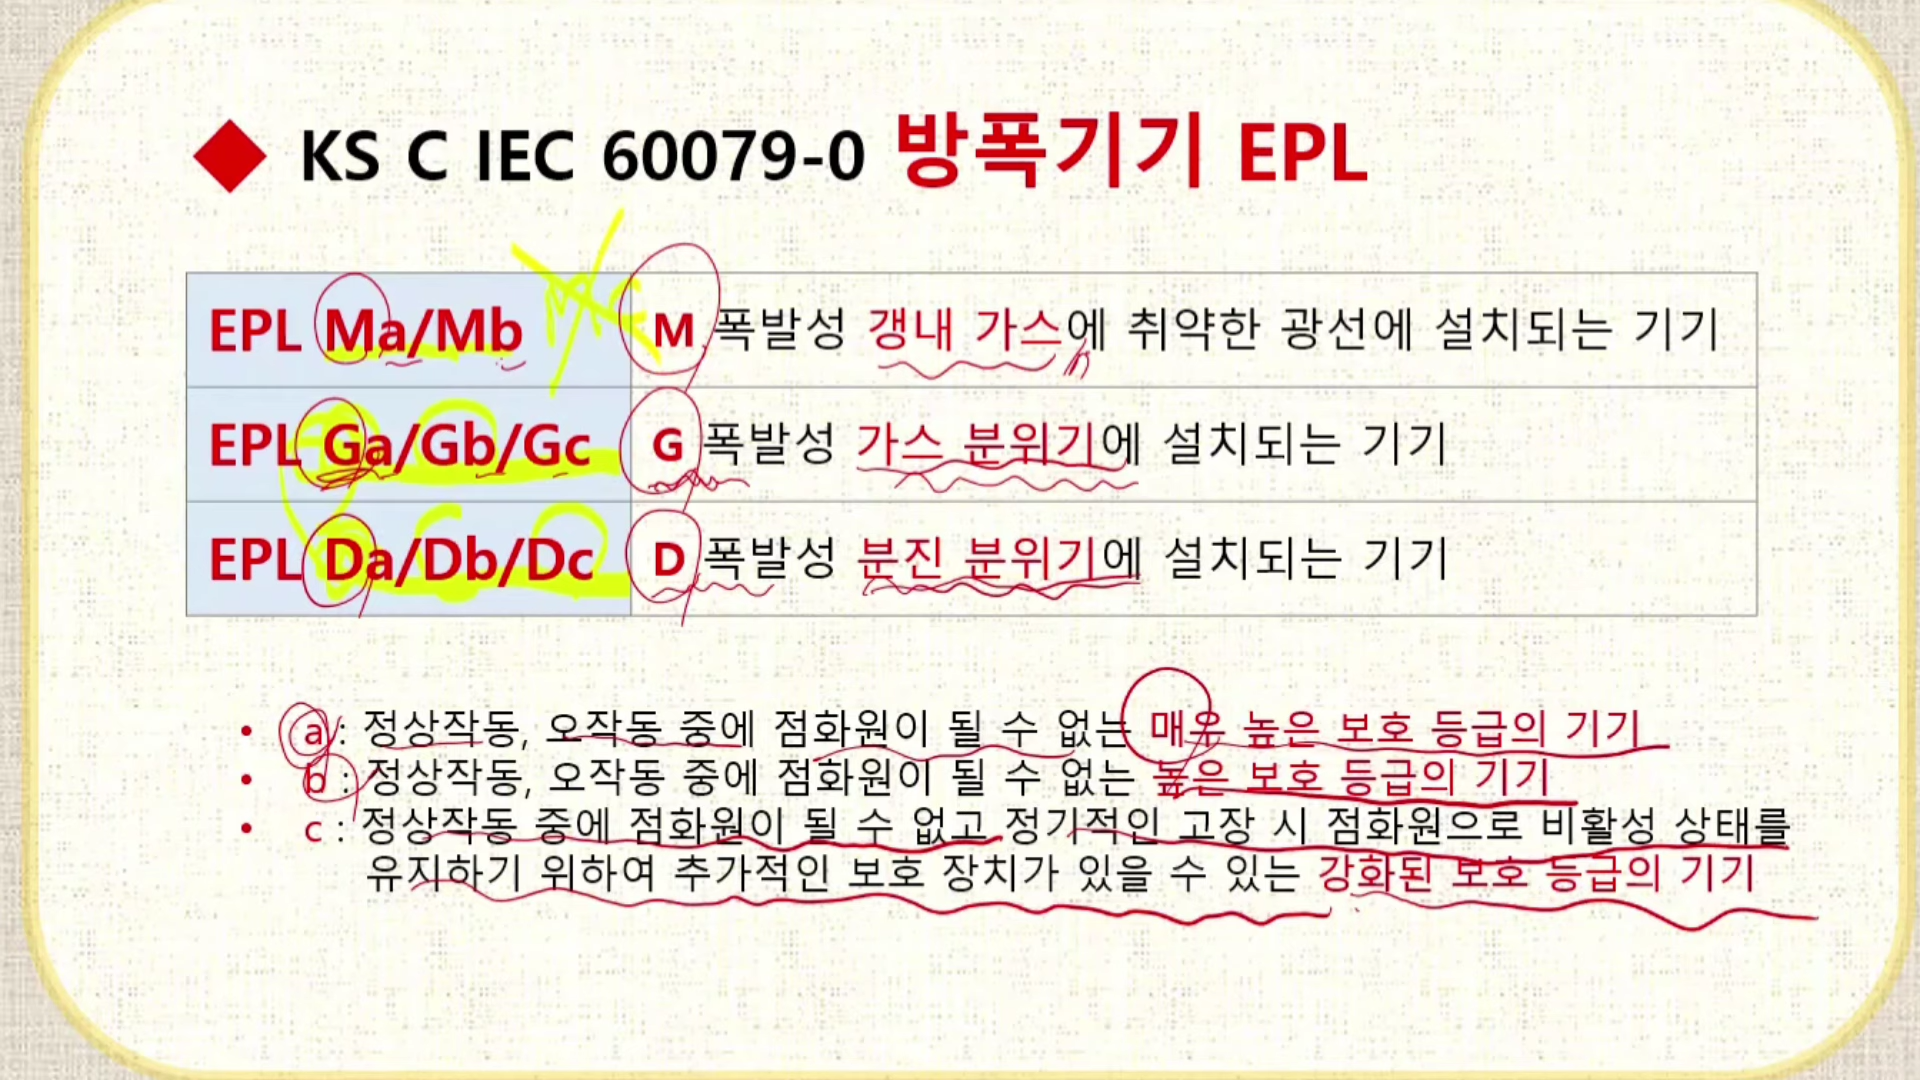 ◆ KS C IEC 60079-0 방폭기기 EPL
EPL Ma/Mb M 폭발성 갱내 가스에 취약한 광선에 설치되는 기기
EPL Ga/Gb/Gc G 폭발성 가스 분위기에 설치되는 기기
EPL Da/Db/Dc D 폭발성 분진 분위기에 설치되는 기기
• a : 정상작동, 오작동 중에 점화원이 될 수 없는 매우 높은 보호 등급의 기기
• b : 정상작동, 오작동 중에 점화원이 될 수 없는 높은 보호 등급의 기기
• c : 정상작동 중에 점화원이 될 수 없고 정기적인 고장 시 점화원으로 비활성 상태를
유지하기 위하여 추가적인 보호 장치가 있을 수 있는 강화된 보호 등급의 기기